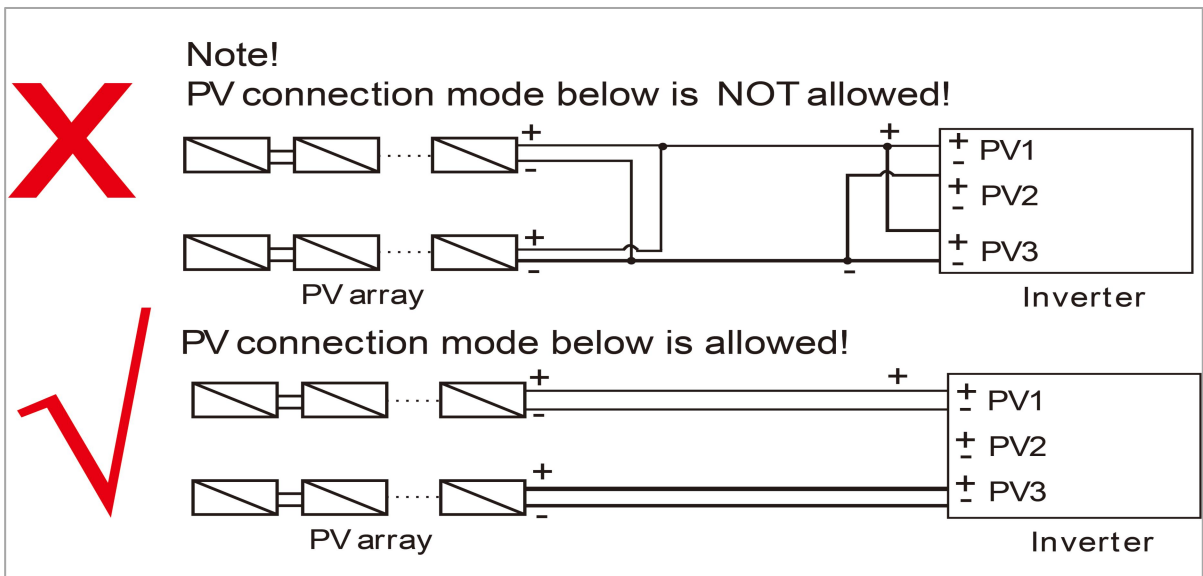 Note!
PV connection mode below is NOT allowed!
+ + + PV1
- -
+ PV2
-
+ + PV3
- - -
PV array
Inverter
PV connection mode below is allowed!
+ + + PV1
- -
+ PV2
-
+ + PV3
- -
PV array
Inverter